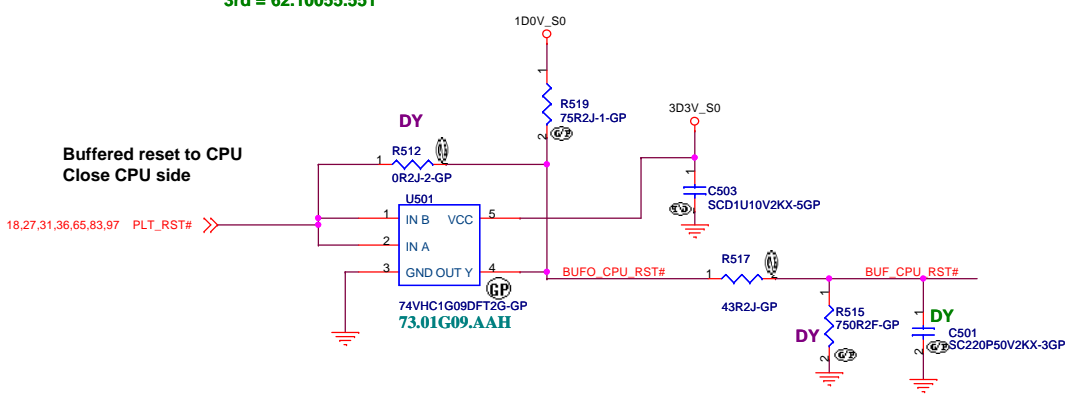 3rd = 62.10055.551
1D0V_S0
1
R519
75R2J-1-GP
2
3D3V_S0
DY
Buffered reset to CPU
Close CPU side
1
R512
0R2J-2-GP
2
1
C503
SCD1U10V2KX-5GP
2
U501
18,27,31,36,65,83,97 PLT_RST#
1 IN B VCC 5
2 IN A
3 GND OUT Y 4
GP
74VHC1G09DFT2G-GP
73.01G09.AAH
BUFO_CPU_RST#
R517
1
2
43R2J-GP
BUF_CPU_RST#
1
R515
750R2F-GP
DY
2
1
DY
C501
SC220P50V2KX-3GP
2